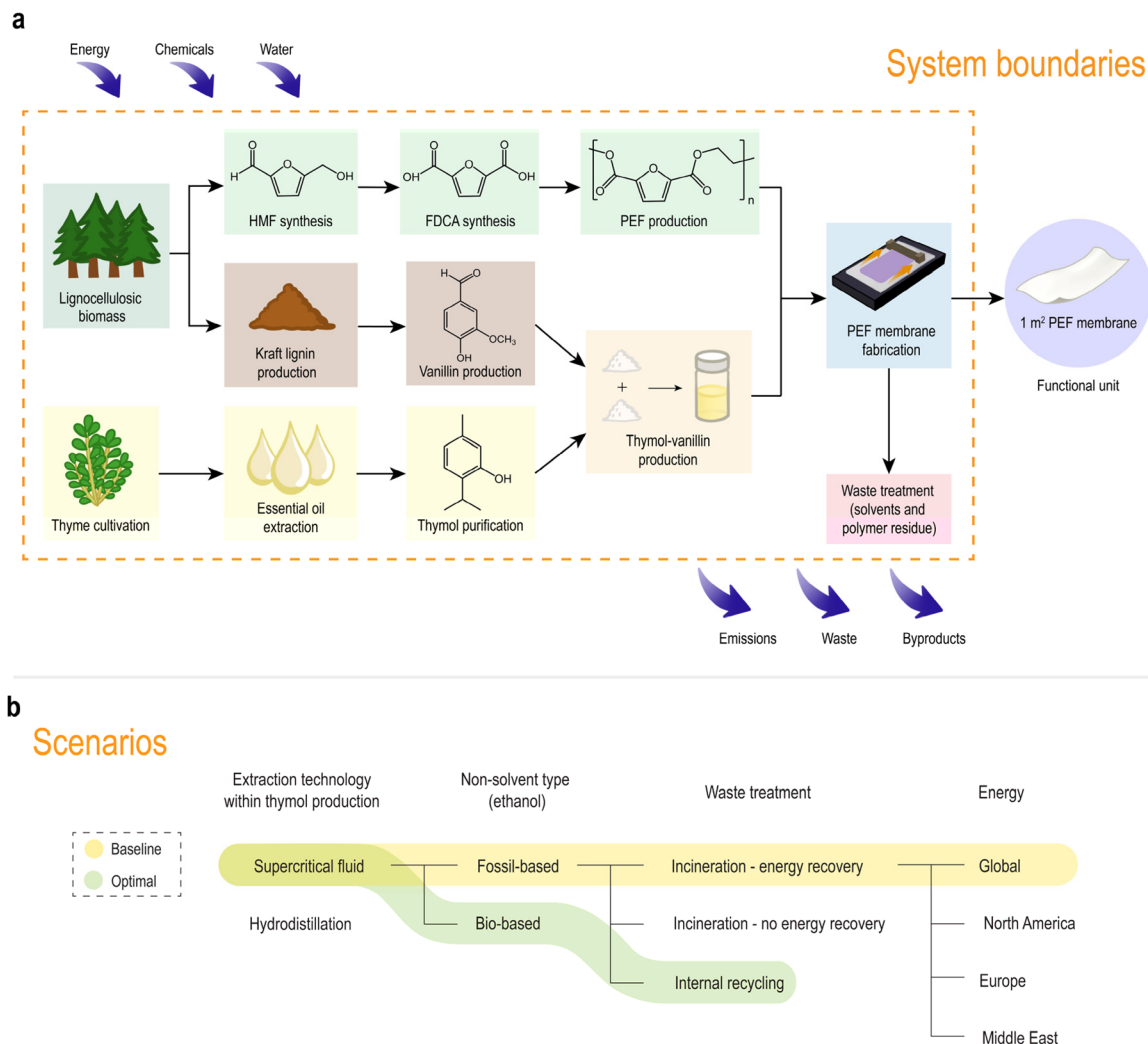 a
Energy
Chemicals
Water
System boundaries
O
H
O
OH
HMF synthesis
O
OH
O
O
OH
FDCA synthesis
O
O
O
O
O
n
PEF production
Lignocellulosic
biomass
Kraft lignin
production
H
O
OCH3
OH
Vanillin production
PEF membrane
fabrication
1 m² PEF membrane
Functional unit
+
Thymol-vanillin
production
Thyme cultivation
Essential oil
extraction
OH
Thymol purification
Waste treatment
(solvents and
polymer residue)
Emissions
Waste
Byproducts
b
Scenarios
Extraction technology
within thymol production
Non-solvent type
(ethanol)
Waste treatment
Energy
Baseline
Optimal
Supercritical fluid
Fossil-based
Incineration - energy recovery
Global
Hydrodistillation
Bio-based
Incineration - no energy recovery
North America
Internal recycling
Europe
Middle East